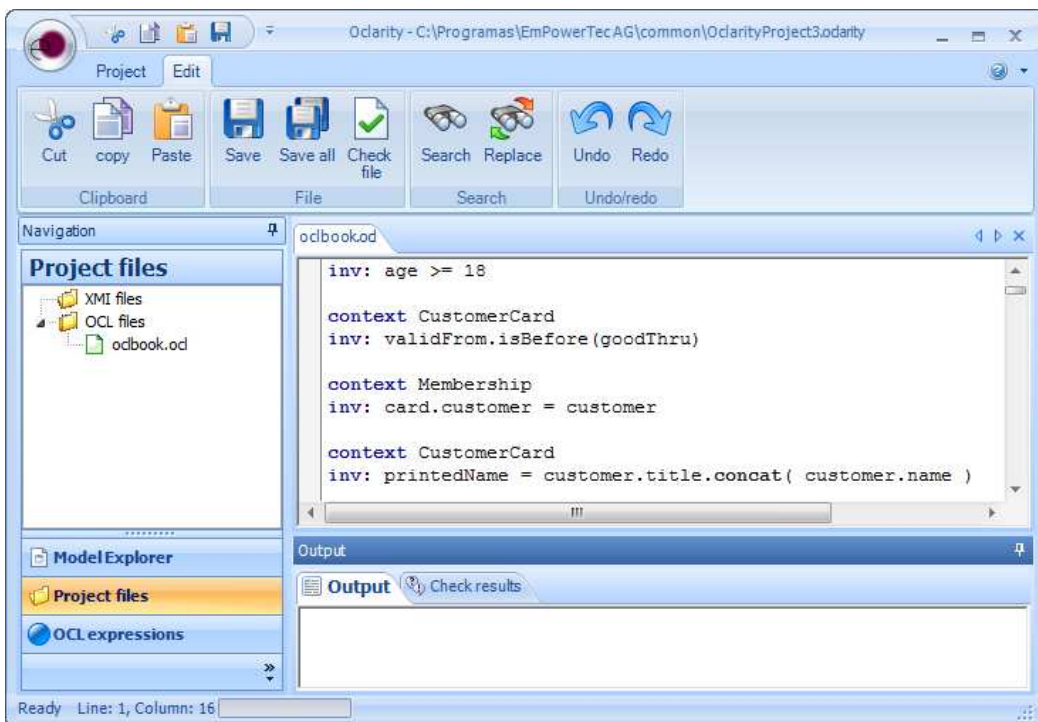 Oclarity - C:\Programas\EmPowerTec AG\common\OclarityProject3.oclarity
Project Edit
Cut copy Paste Save Save all Check file Search Replace Undo Redo
Clipboard File Search Undo/redo
Navigation
Project files
XMI files
OCL files
oclbook.ocl
Model Explorer
Project files
OCL expressions
oclbook.ocl
inv: age >= 18
context CustomerCard
inv: validFrom.isBefore(goodThru)
context Membership
inv: card.customer = customer
context CustomerCard
inv: printedName = customer.title.concat( customer.name )
Output
Output Check results
Ready Line: 1, Column: 16